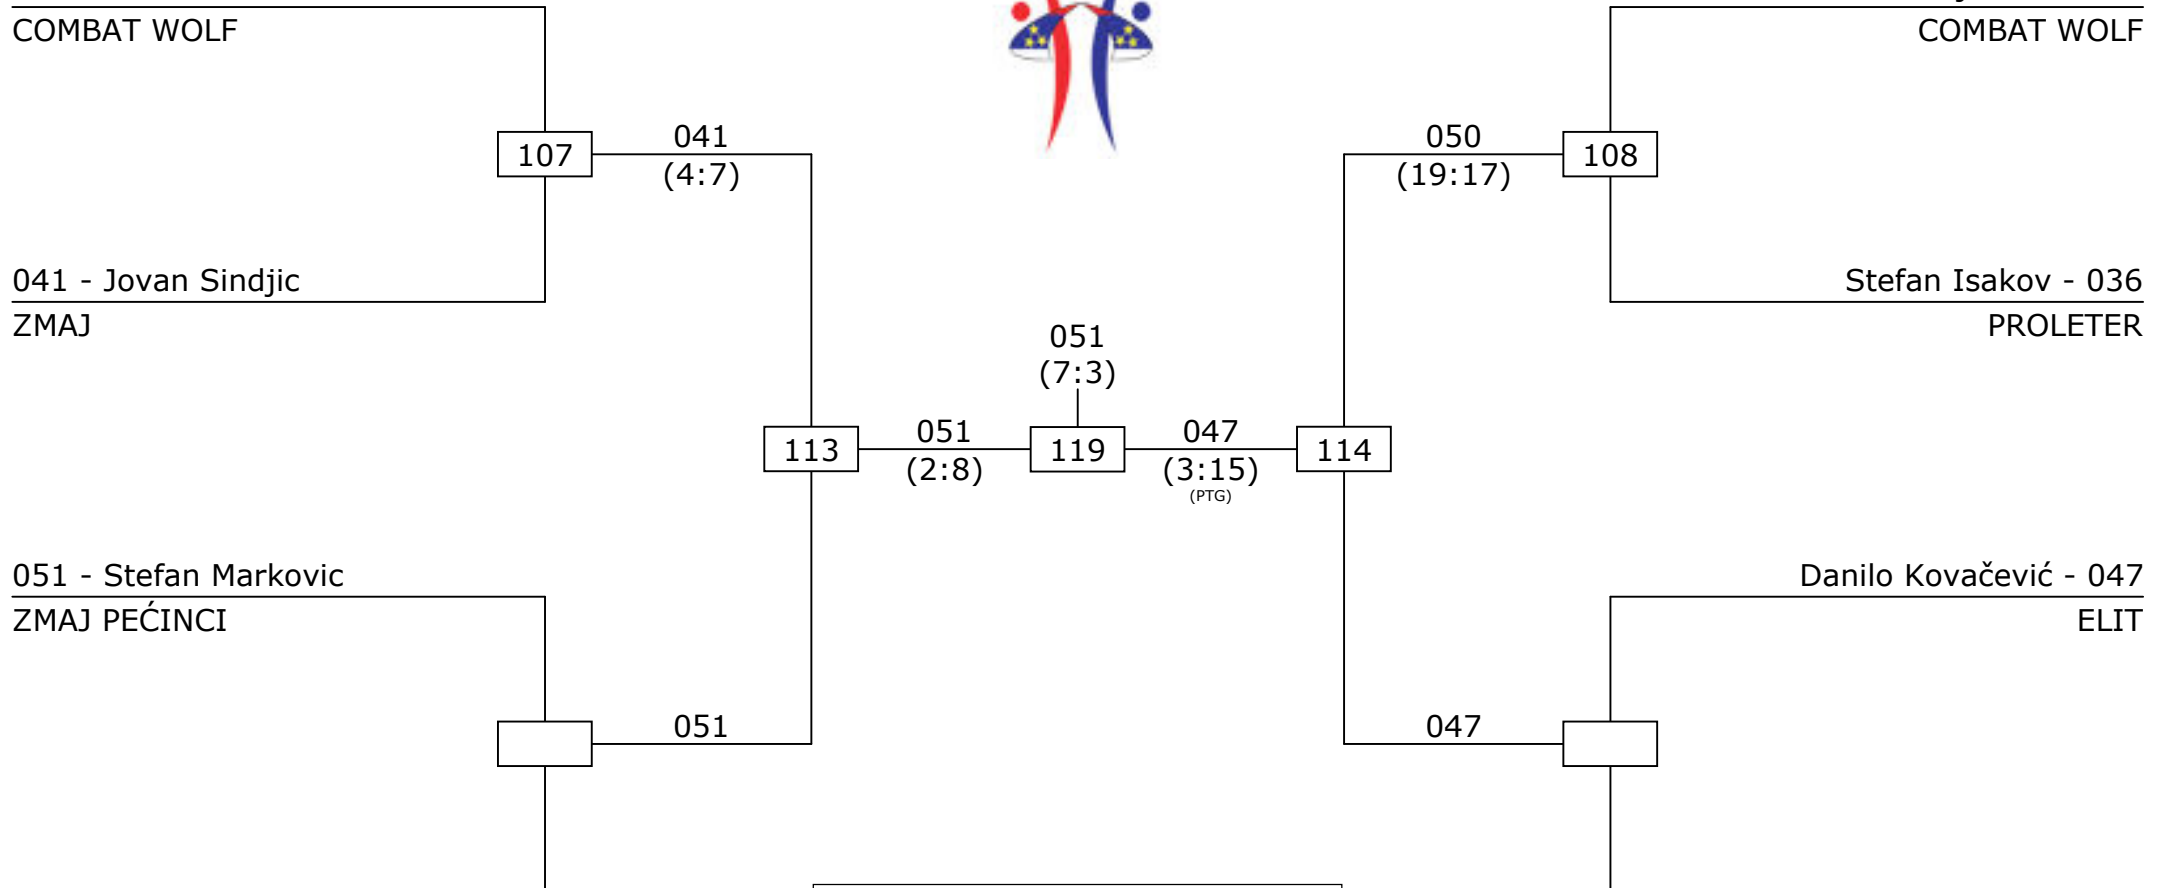 COMBAT WOLF
COMBAT WOLF
041
050
107
108
(4:7)
(19:17)
041 - Jovan Sindjic
Stefan Isakov - 036
ZMAJ
PROLETER
051
(7:3)
051
047
113
119
114
(2:8)
(3:15)
(PTG)
051 - Stefan Markovic
Danilo Kovačević - 047
ZMAJ PEĆINCI
ELIT
051
047